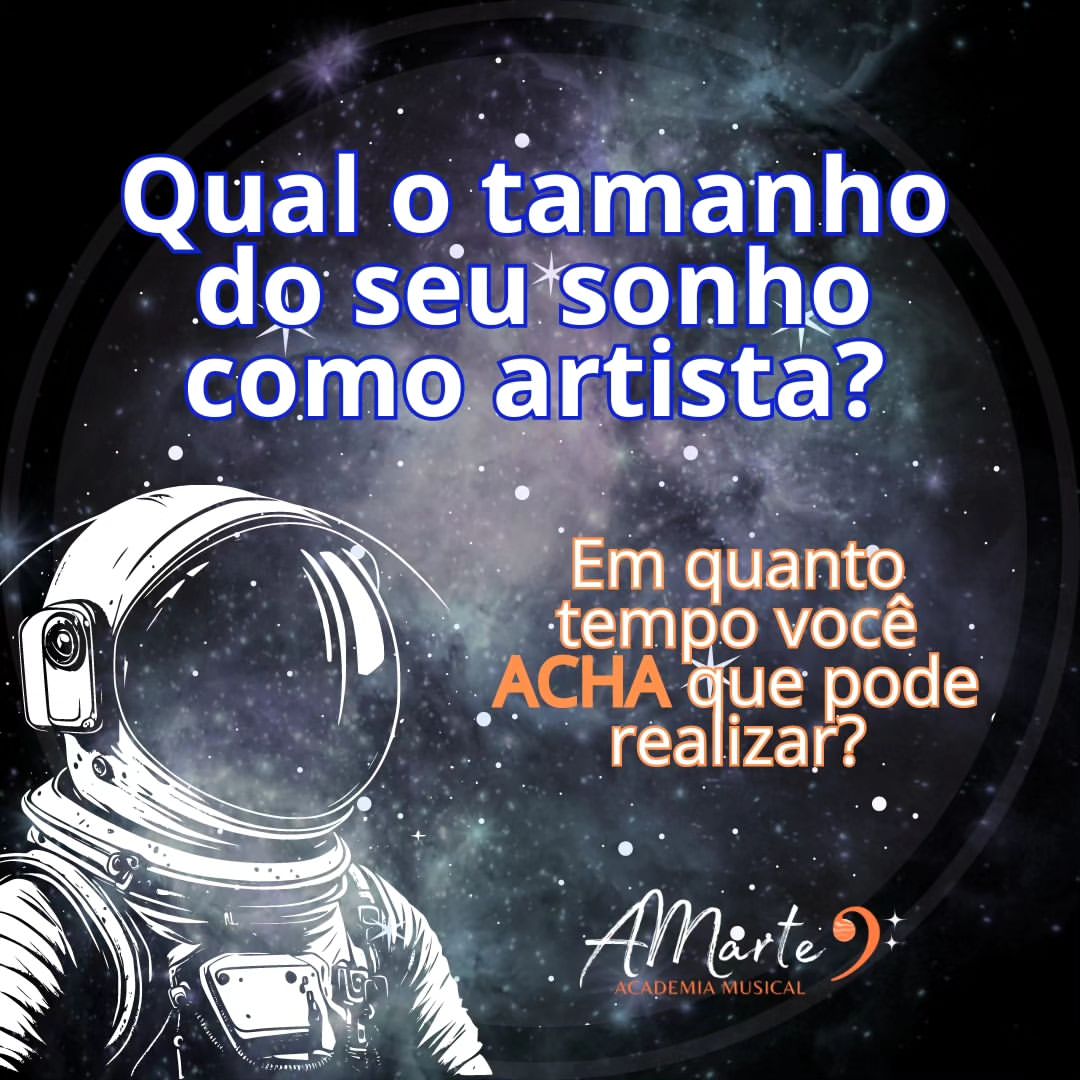 Qual o tamanho
do seu sonho
como artista?
Em quanto
tempo você
ACHA que pode
realizar?
AMarte
ACADEMIA MUSICAL